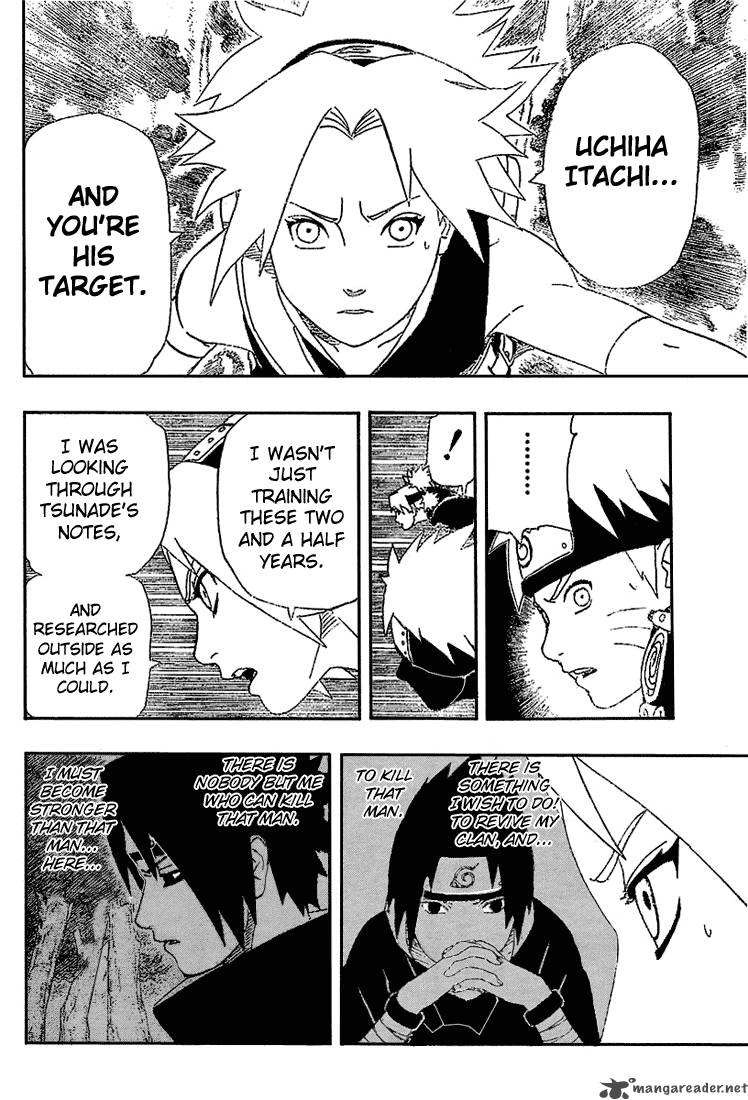 UCHIHA
ITACHI...
AND
YOU'RE
HIS
TARGET.
.........
!
I WASN'T
JUST
TRAINING
THESE TWO
AND A HALF
YEARS.
I WAS
LOOKING
THROUGH
TSUNADE'S
NOTES,
AND
RESEARCHED
OUTSIDE
AS MUCH AS I
COULD.
THERE IS
SOMETHING
I WISH TO DO!
TO REVIVE MY
CLAN, AND...
TO KILL
THAT
MAN.
THERE IS
NOBODY BUT ME
WHO CAN KILL
THAT MAN.
I MUST
BECOME
STRONGER
THAN THAT
MAN...
HERE...
mangareader.net